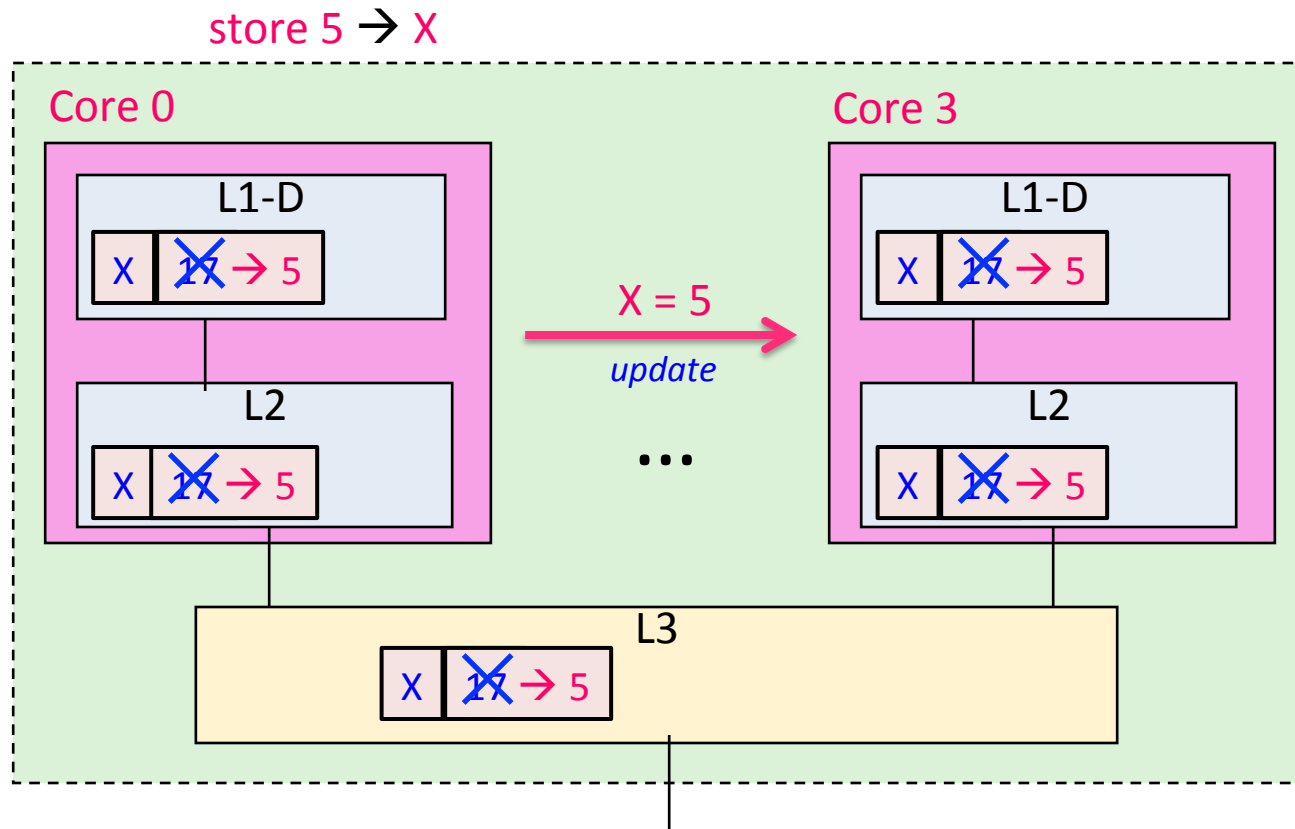 store 5 → X
Core 0
Core 3
L1-D
X 17 → 5
L1-D
X 17 → 5
X = 5
update
L2
X 17 → 5
...
L2
X 17 → 5
L3
X 17 → 5